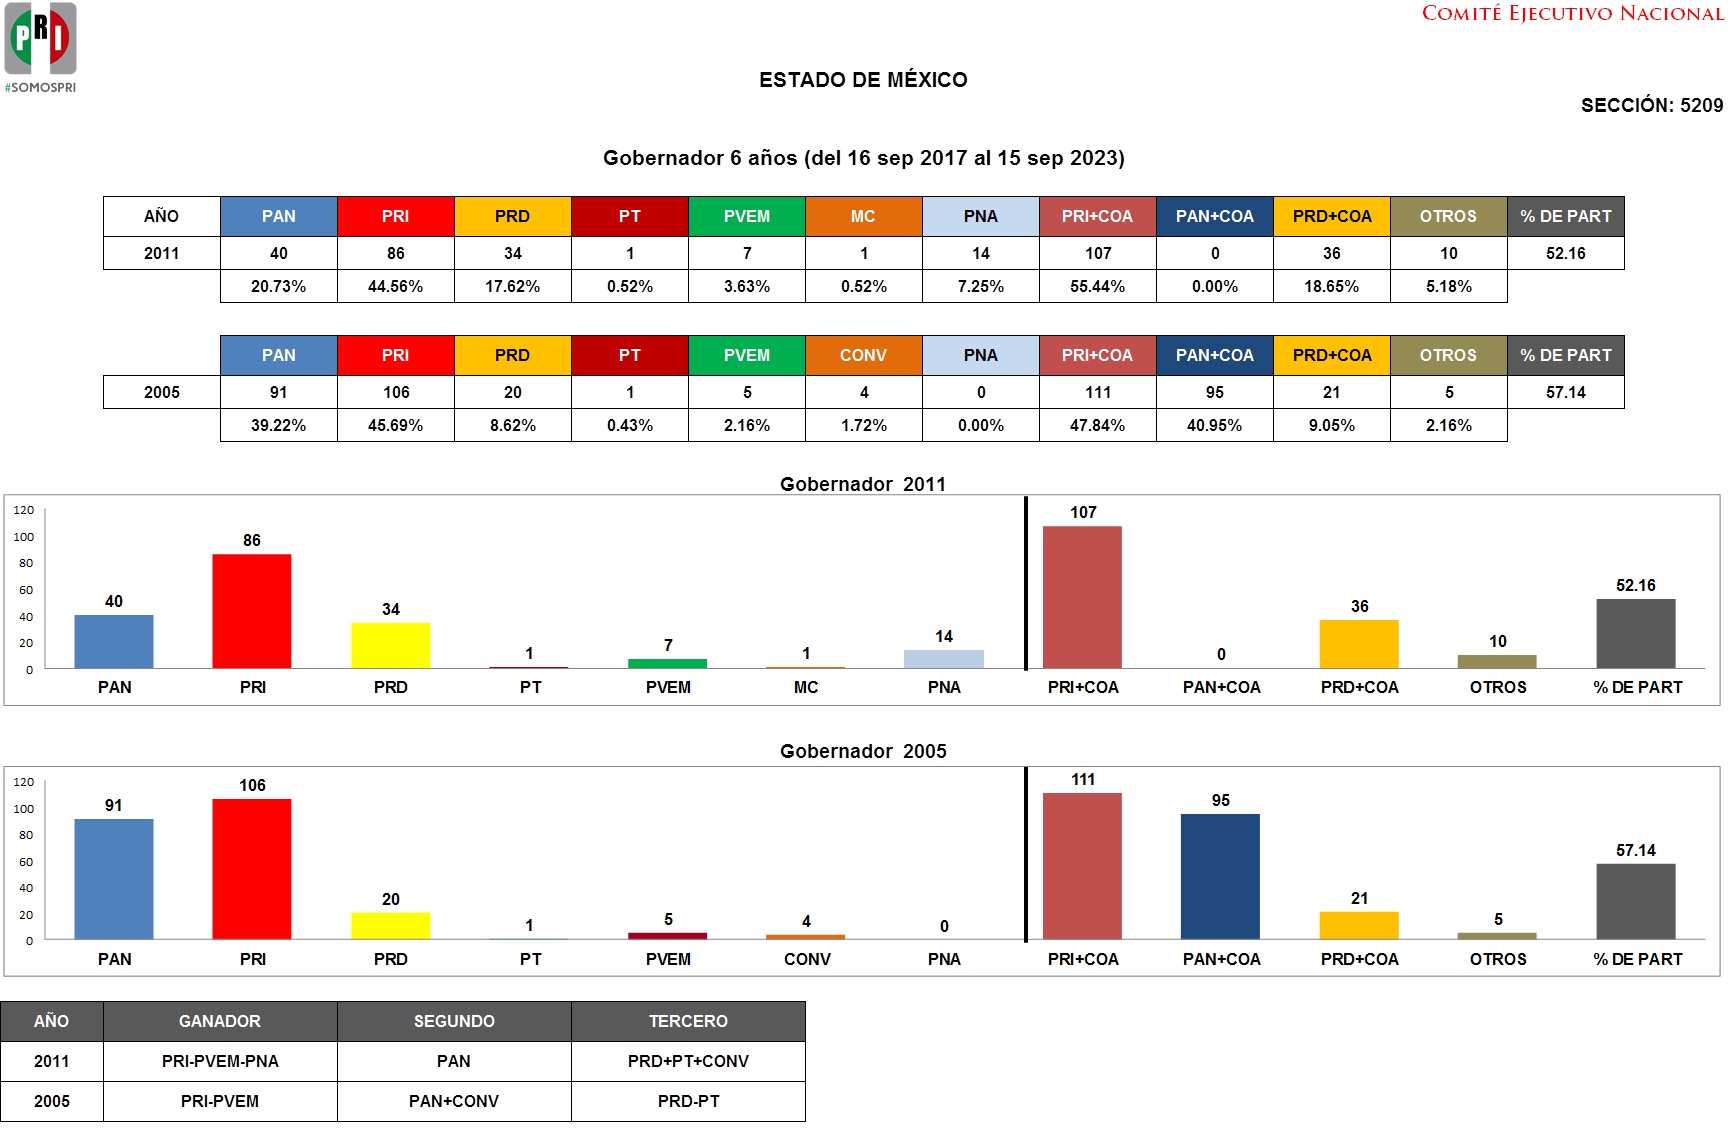 PRI
#SOMOSPRI
COMITÉ EJECUTIVO NACIONAL
ESTADO DE MÉXICO
SECCIÓN: 5209
Gobernador 6 años (del 16 sep 2017 al 15 sep 2023)
AÑO PAN PRI PRD PT PVEM MC PNA PRI+COA PAN+COA PRD+COA OTROS % DE PART
2011 40 86 34 1 7 1 14 107 0 36 10 52.16
20.73% 44.56% 17.62% 0.52% 3.63% 0.52% 7.25% 55.44% 0.00% 18.65% 5.18%
PAN PRI PRD PT PVEM CONV PNA PRI+COA PAN+COA PRD+COA OTROS % DE PART
2005 91 106 20 1 5 4 0 111 95 21 5 57.14
39.22% 45.69% 8.62% 0.43% 2.16% 1.72% 0.00% 47.84% 40.95% 9.05% 2.16%
Gobernador 2011
120
100
80
60
40
20
0
40 86 34 1 7 1 14 107 0 36 10 52.16
PAN PRI PRD PT PVEM MC PNA PRI+COA PAN+COA PRD+COA OTROS % DE PART
Gobernador 2005
120
100
80
60
40
20
0
91 106 20 1 5 4 0 111 95 21 5 57.14
PAN PRI PRD PT PVEM CONV PNA PRI+COA PAN+COA PRD+COA OTROS % DE PART
AÑO GANADOR SEGUNDO TERCERO
2011 PRI-PVEM-PNA PAN PRD+PT+CONV
2005 PRI-PVEM PAN+CONV PRD-PT